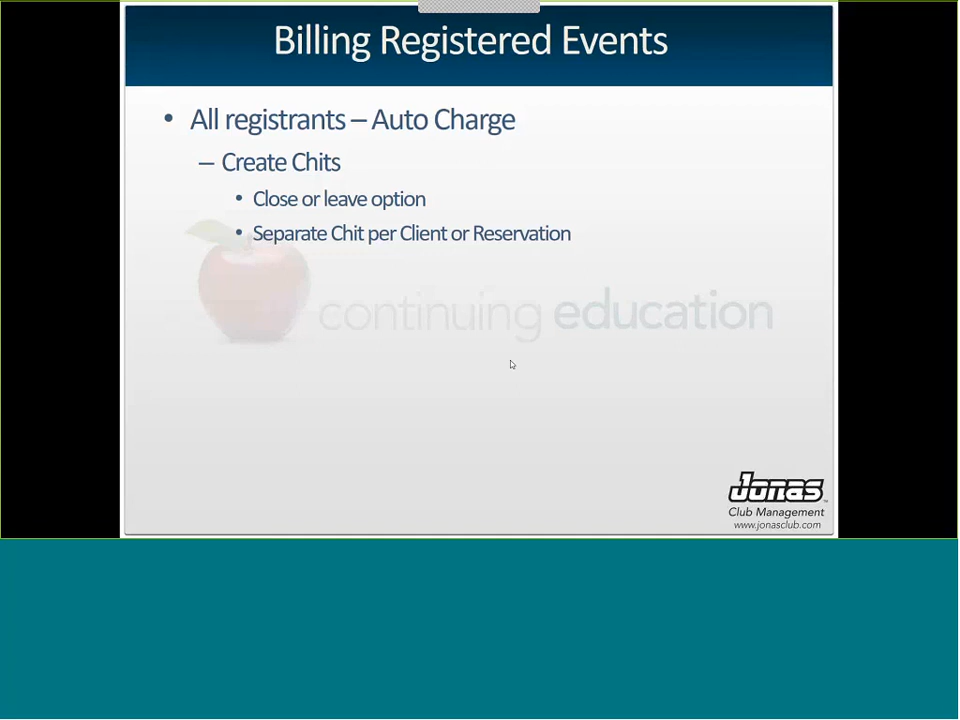 Billing Registered Events
• All registrants – Auto Charge
– Create Chits
• Close or leave option
• Separate Chit per Client or Reservation
continuing education
Jonas
Club Management
www.jonasclub.com